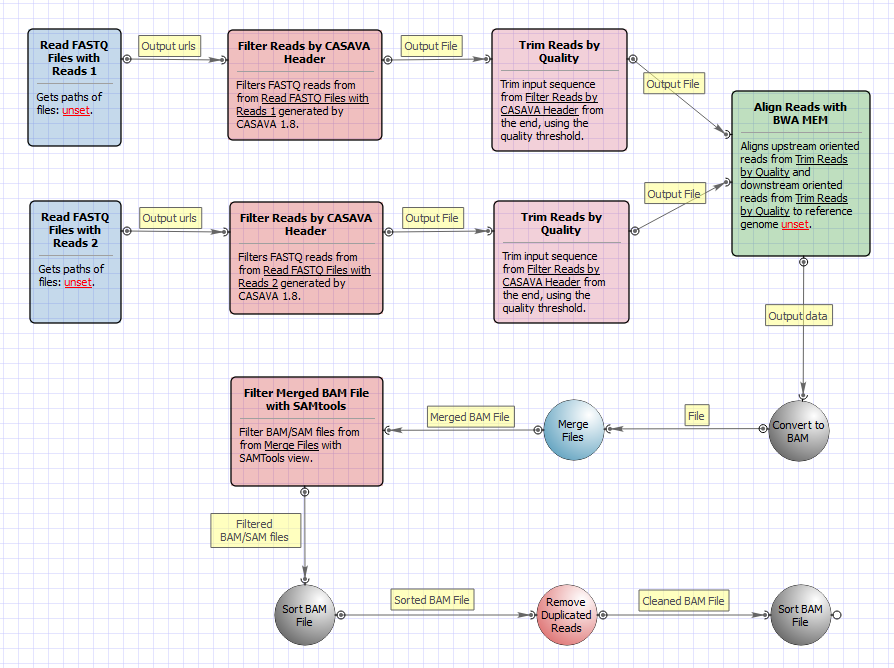 Read FASTQ
Files with
Reads 1
Gets paths of
files: unset.
Output urls
Filter Reads by CASAVA
Header
Filters FASTQ reads from
from Read FASTQ Files with
Reads 1 generated by
CASAVA 1.8.
Output File
Trim Reads by
Quality
Trim input sequence
from Filter Reads by
CASAVA Header from
the end, using the
quality threshold.
Output File
Align Reads with
BWA MEM
Aligns upstream oriented
reads from Trim Reads
by Quality and
downstream oriented
reads from Trim Reads
by Quality to reference
genome unset.
Read FASTQ
Files with
Reads 2
Gets paths of
files: unset.
Output urls
Filter Reads by CASAVA
Header
Filters FASTQ reads from
from Read FASTQ Files with
Reads 2 generated by
CASAVA 1.8.
Output File
Trim Reads by
Quality
Trim input sequence
from Filter Reads by
CASAVA Header from
the end, using the
quality threshold.
Output File
Output data
Convert to
BAM
File
Merge
Files
Merged BAM File
Filter Merged BAM File
with SAMtools
Filter BAM/SAM files from
from Merge Files with
SAMTools view.
Filtered
BAM/SAM files
Sort BAM
File
Sorted BAM File
Remove
Duplicated
Reads
Cleaned BAM File
Sort BAM
File